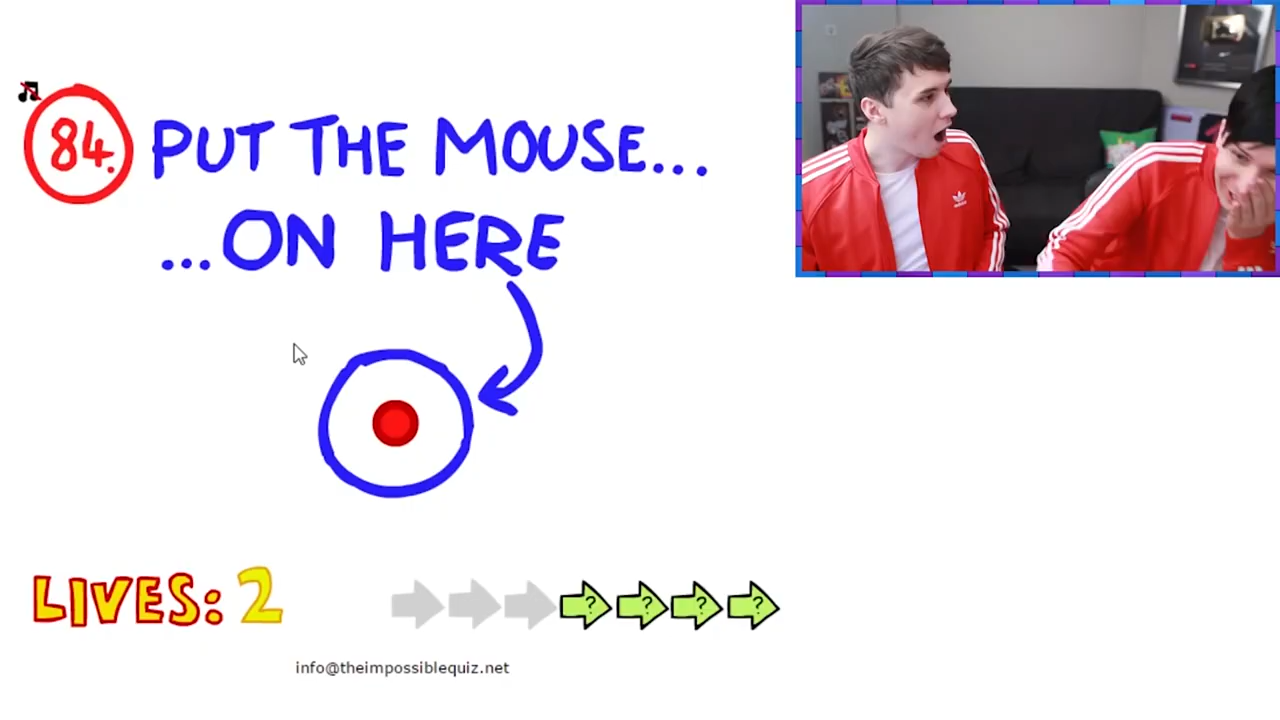 84. PUT THE MOUSE...
...ON HERE
LIVES: 2
? ? ? ?
info@theimpossiblequiz.net